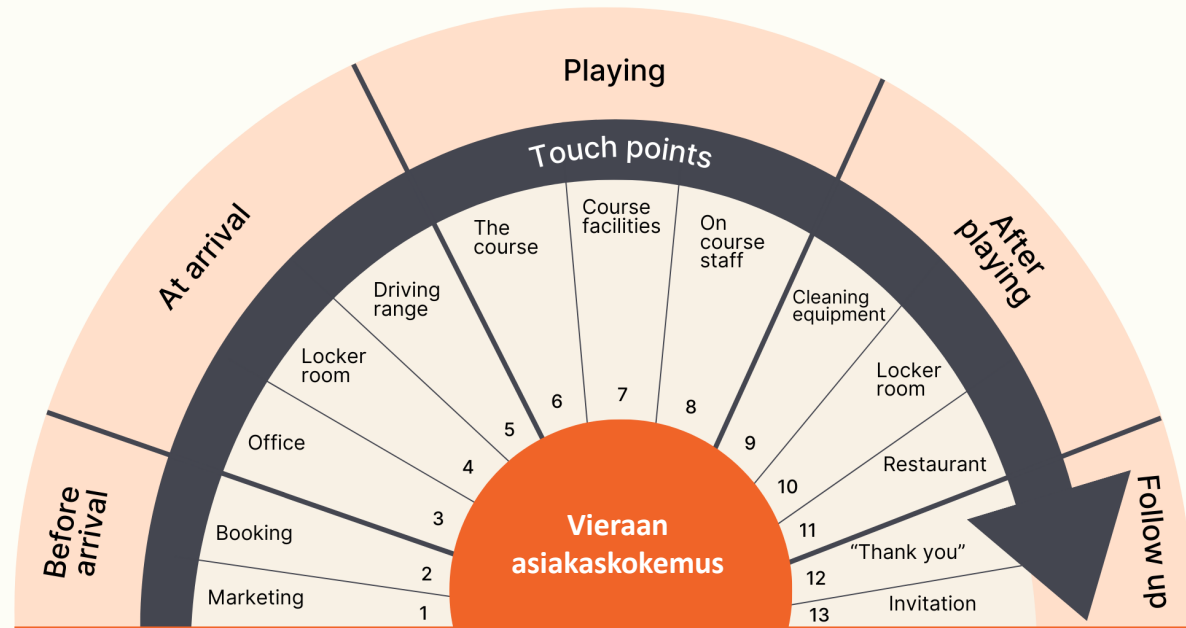 Before
arrival
At arrival
Playing
After
playing
Follow up
Touch points
Marketing
1
Booking
2
Office
3
Locker
room
4
Driving
range
5
The
course
6
Course
facilities
7
On
course
staff
8
Cleaning
equipment
9
Locker
room
10
Restaurant
11
“Thank you”
12
Invitation
13
Vieraan
asiakaskokemus